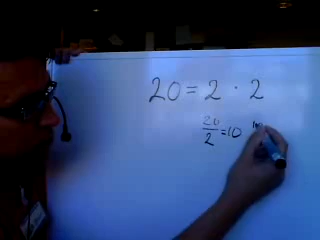 20 = 2 · 2
20/2 = 10